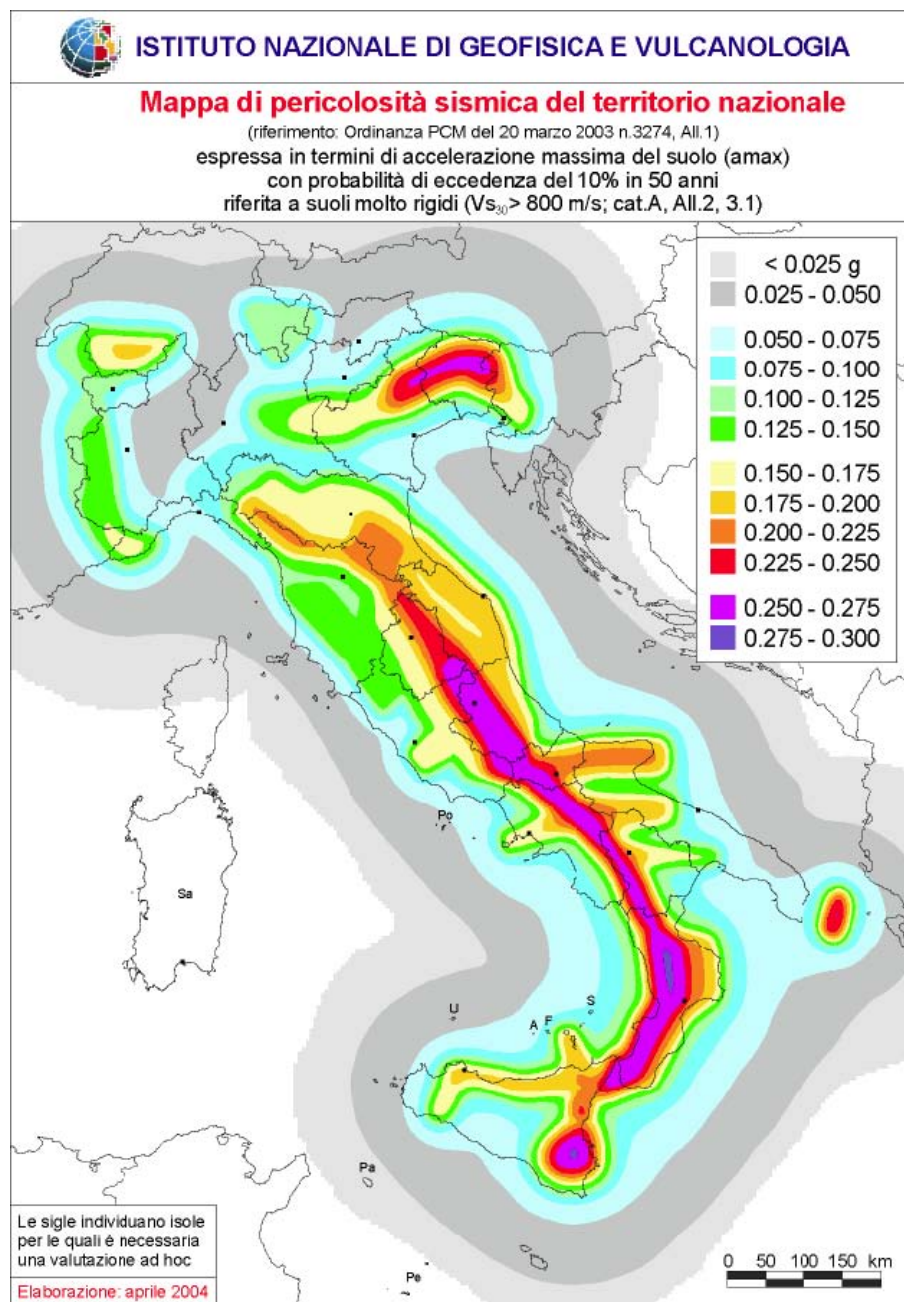 ISTITUTO NAZIONALE DI GEOFISICA E VULCANOLOGIA
Mappa di pericolosità sismica del territorio nazionale
(riferimento: Ordinanza PCM del 20 marzo 2003 n.3274, All.1)
espressa in termini di accelerazione massima del suolo (amax)
con probabilità di eccedenza del 10% in 50 anni
riferita a suoli molto rigidi (Vs₃₀> 800 m/s; cat.A, All.2, 3.1)
< 0.025 g
0.025 - 0.050
0.050 - 0.075
0.075 - 0.100
0.100 - 0.125
0.125 - 0.150
0.150 - 0.175
0.175 - 0.200
0.200 - 0.225
0.225 - 0.250
0.250 - 0.275
0.275 - 0.300
Po
Sa
U
A
F
S
Pa
Pe
Le sigle individuano isole
per le quali è necessaria
una valutazione ad hoc
Elaborazione: aprile 2004
0 50 100 150 km